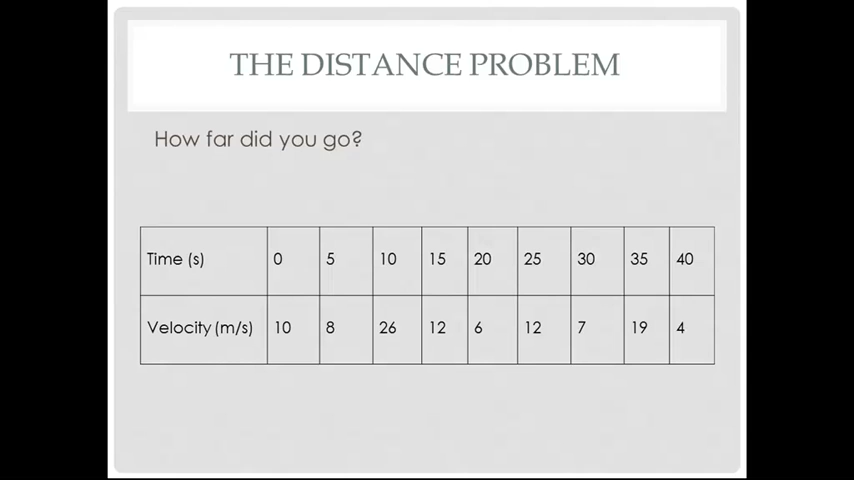 THE DISTANCE PROBLEM
How far did you go?
Time (s) 0 5 10 15 20 25 30 35 40
Velocity (m/s) 10 8 26 12 6 12 7 19 4